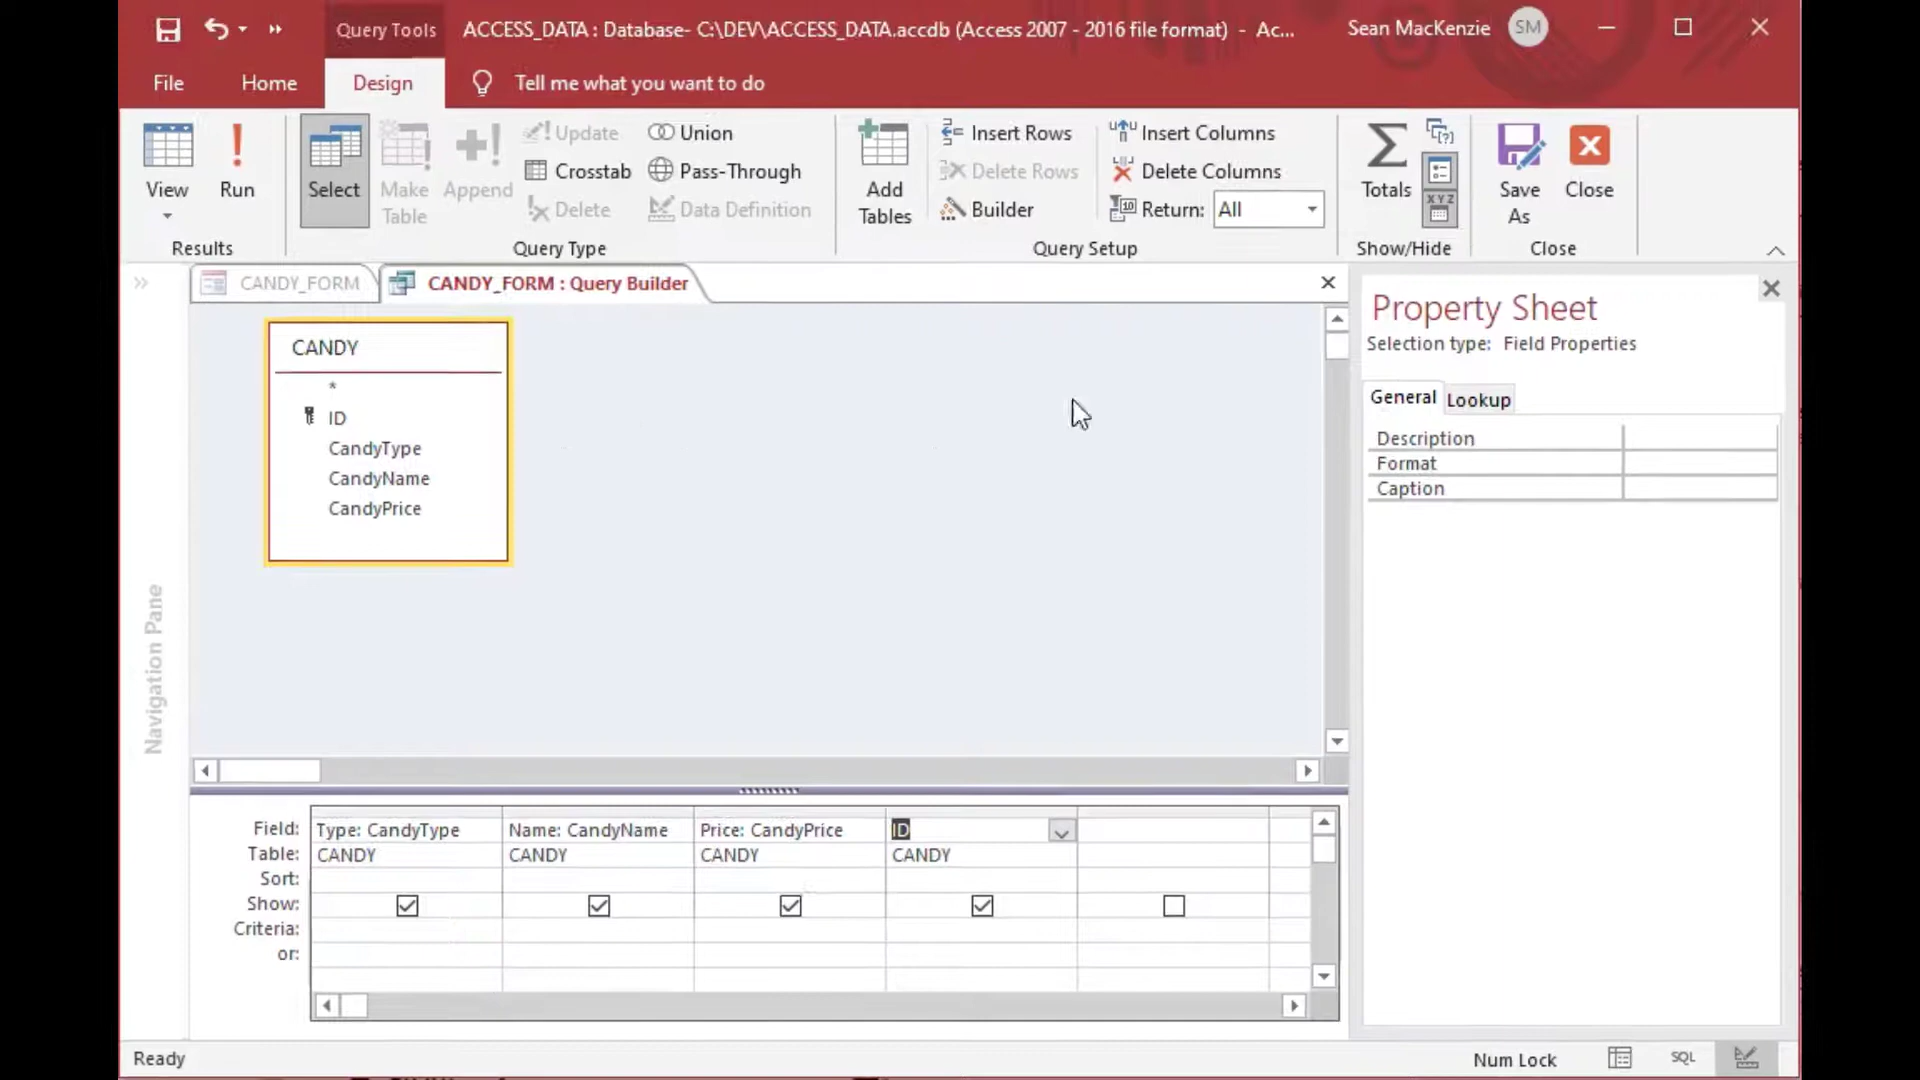 Query Tools
ACCESS_DATA : Database- C:\DEV\ACCESS_DATA.accdb (Access 2007 - 2016 file format) - Ac...
Sean MacKenzie
SM
File
Home
Design
Tell me what you want to do
View
Run
Results
Select
Make Table
Append
Update
Crosstab
Delete
Union
Pass-Through
Data Definition
Query Type
Add Tables
Insert Rows
Delete Rows
Builder
Insert Columns
Delete Columns
Return: All
Query Setup
Totals
Show/Hide
Save As
Close
Close
CANDY_FORM
CANDY_FORM : Query Builder
CANDY
*
ID
CandyType
CandyName
CandyPrice
Navigation Pane
Property Sheet
Selection type: Field Properties
General
Lookup
Description
Format
Caption
Field: Type: CandyType Name: CandyName Price: CandyPrice ID
Table: CANDY CANDY CANDY CANDY
Sort:
Show:
Criteria:
or:
Ready
Num Lock
SQL